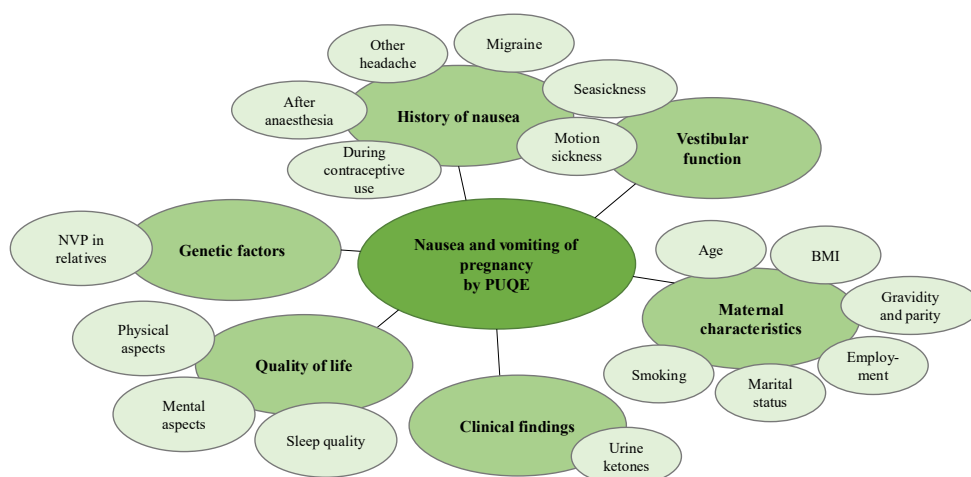 Other
headache
Migraine
Seasickness
After
anaesthesia
History of nausea
Motion
sickness
Vestibular
function
During
contraceptive
use
NVP in
relatives
Genetic factors
Nausea and vomiting of
pregnancy
by PUQE
Age
BMI
Gravidity
and parity
Maternal
characteristics
Employ-
ment
Marital
status
Smoking
Physical
aspects
Quality of life
Mental
aspects
Sleep quality
Clinical findings
Urine
ketones